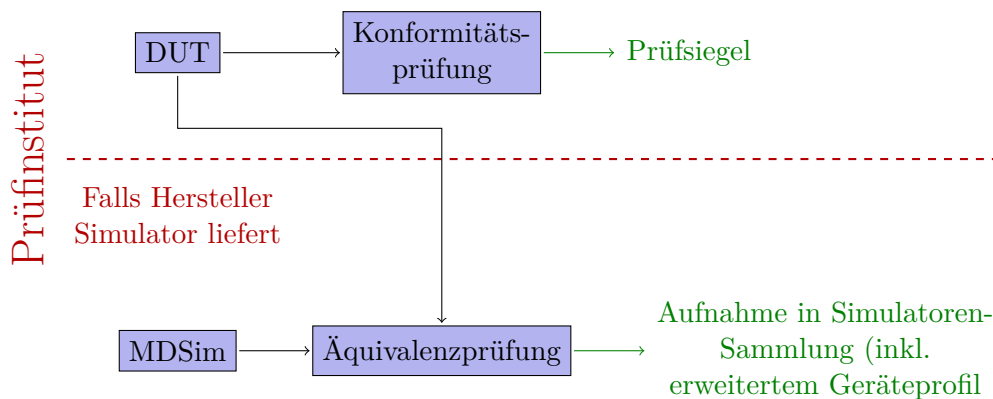 Prüfinstitut
DUT
Konformitäts-
prüfung
Prüfsiegel
Falls Hersteller
Simulator liefert
MDSim
Äquivalenzprüfung
Aufnahme in Simulatoren-
Sammlung (inkl.
erweitertem Geräteprofil